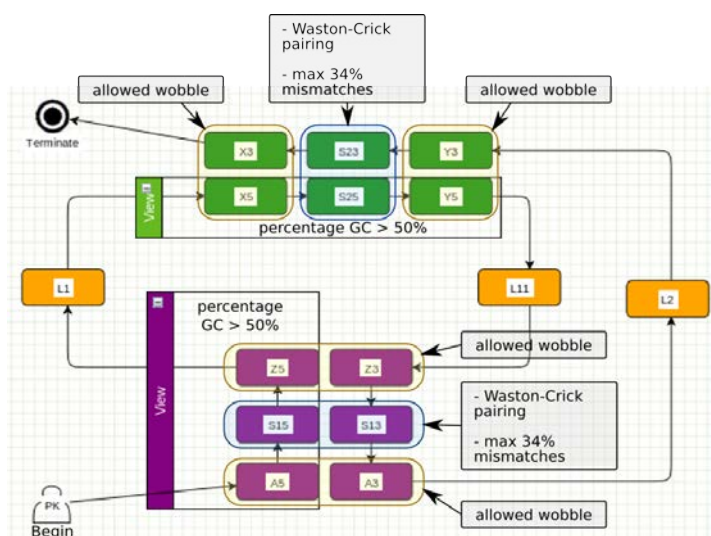 - Waston-Crick
pairing
- max 34%
mismatches
allowed wobble
allowed wobble
Terminate
X3
S23
Y3
View
X5
S25
Y5
percentage GC > 50%
L1
L11
L2
percentage
GC > 50%
allowed wobble
Z5
Z3
- Waston-Crick
pairing
- max 34%
mismatches
View
S15
S13
A5
A3
PK
allowed wobble
Begin